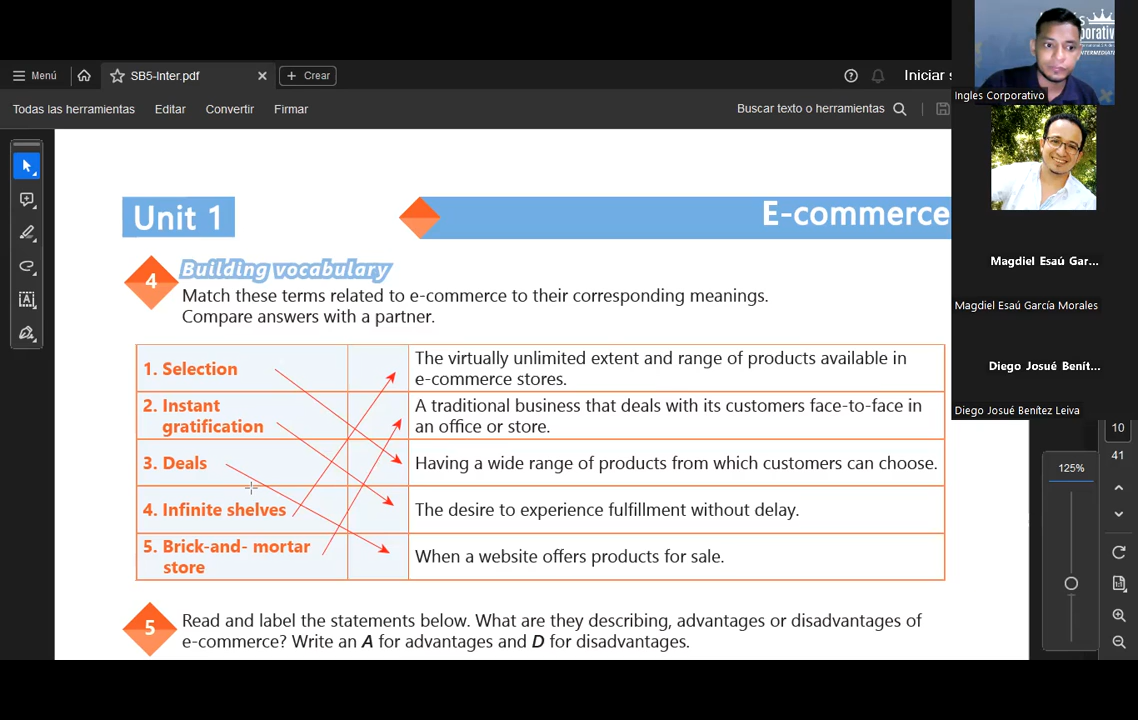 Menú
SB5-Inter.pdf
Crear
Iniciar s
Todas las herramientas
Editar
Convertir
Firmar
Buscar texto o herramientas
Unit 1
E-commerce
4
Building vocabulary
Match these terms related to e-commerce to their corresponding meanings.
Compare answers with a partner.
1. Selection
The virtually unlimited extent and range of products available in
e-commerce stores.
2. Instant
gratification
A traditional business that deals with its customers face-to-face in
an office or store.
3. Deals
Having a wide range of products from which customers can choose.
4. Infinite shelves
The desire to experience fulfillment without delay.
5. Brick-and- mortar
store
When a website offers products for sale.
5
Read and label the statements below. What are they describing, advantages or disadvantages of
e-commerce? Write an A for advantages and D for disadvantages.
Ingles Corporativo
Magdiel Esaú Gar...
Magdiel Esaú García Morales
Diego Josué Benít...
Diego Josué Benítez Leiva
10
41
125%